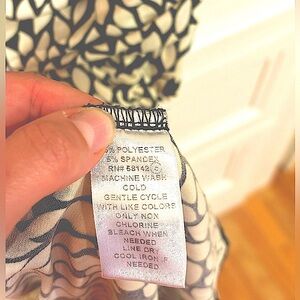 % POLYESTER
5% SPANDEX
RN# 58142 C
MACHINE WASH
COLD
GENTLE CYCLE
WITH LIKE COLORS
ONLY NON
CHLORINE
BLEACH WHEN
NEEDED
LINE DR
COOL IRON IF
NEEDED